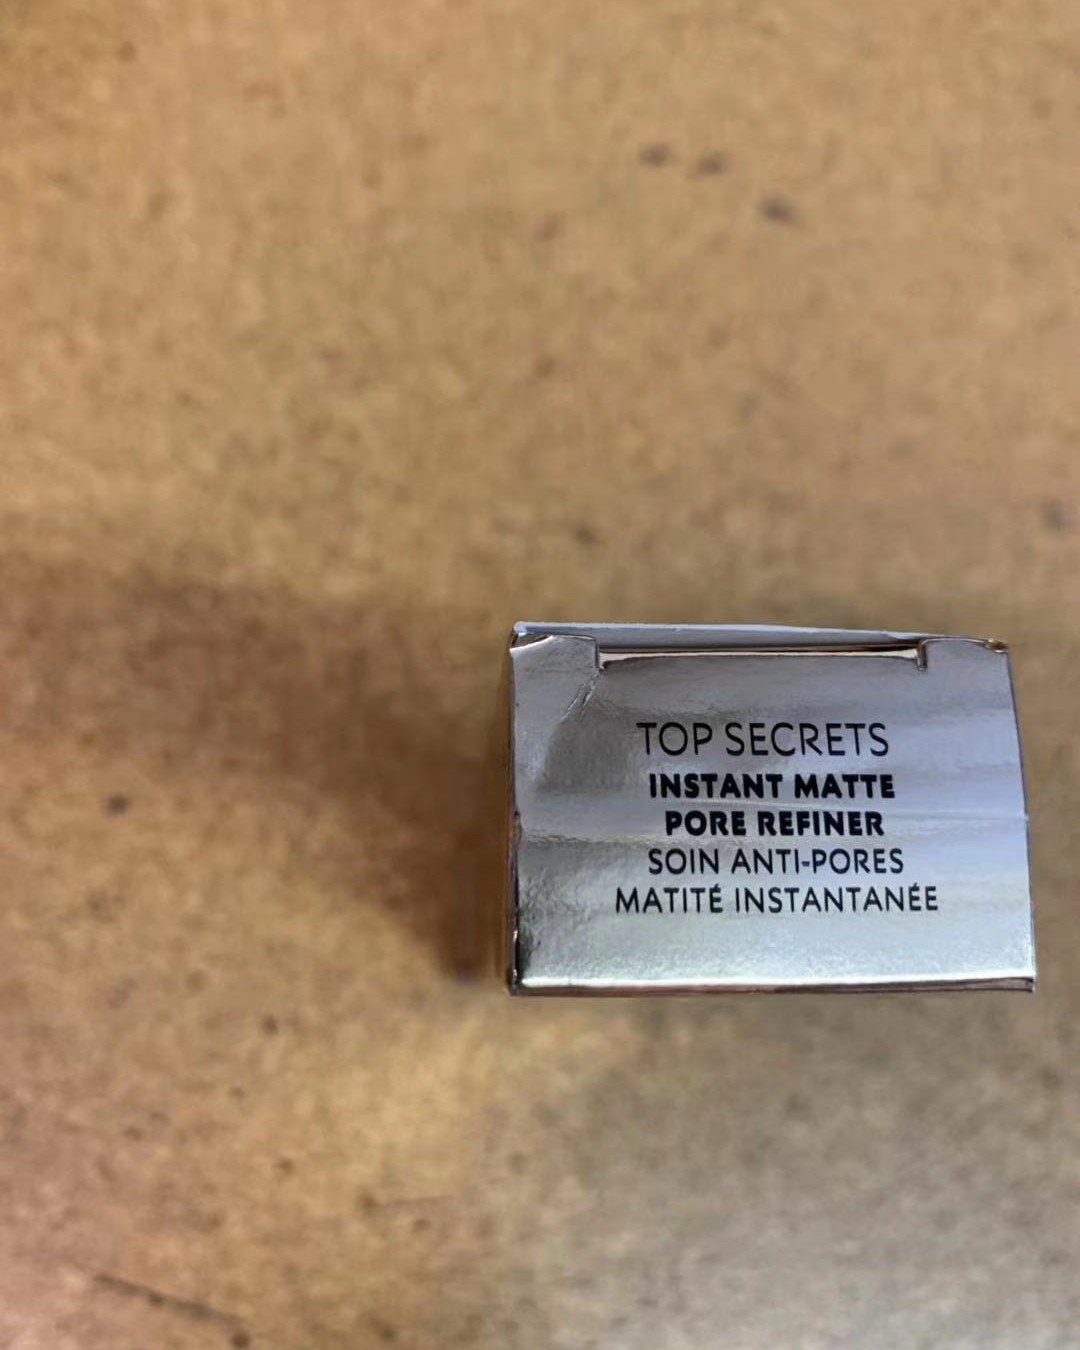 TOP SECRETS
INSTANT MATTE
PORE REFINER
SOIN ANTI-PORES
MATITÉ INSTANTANÉE